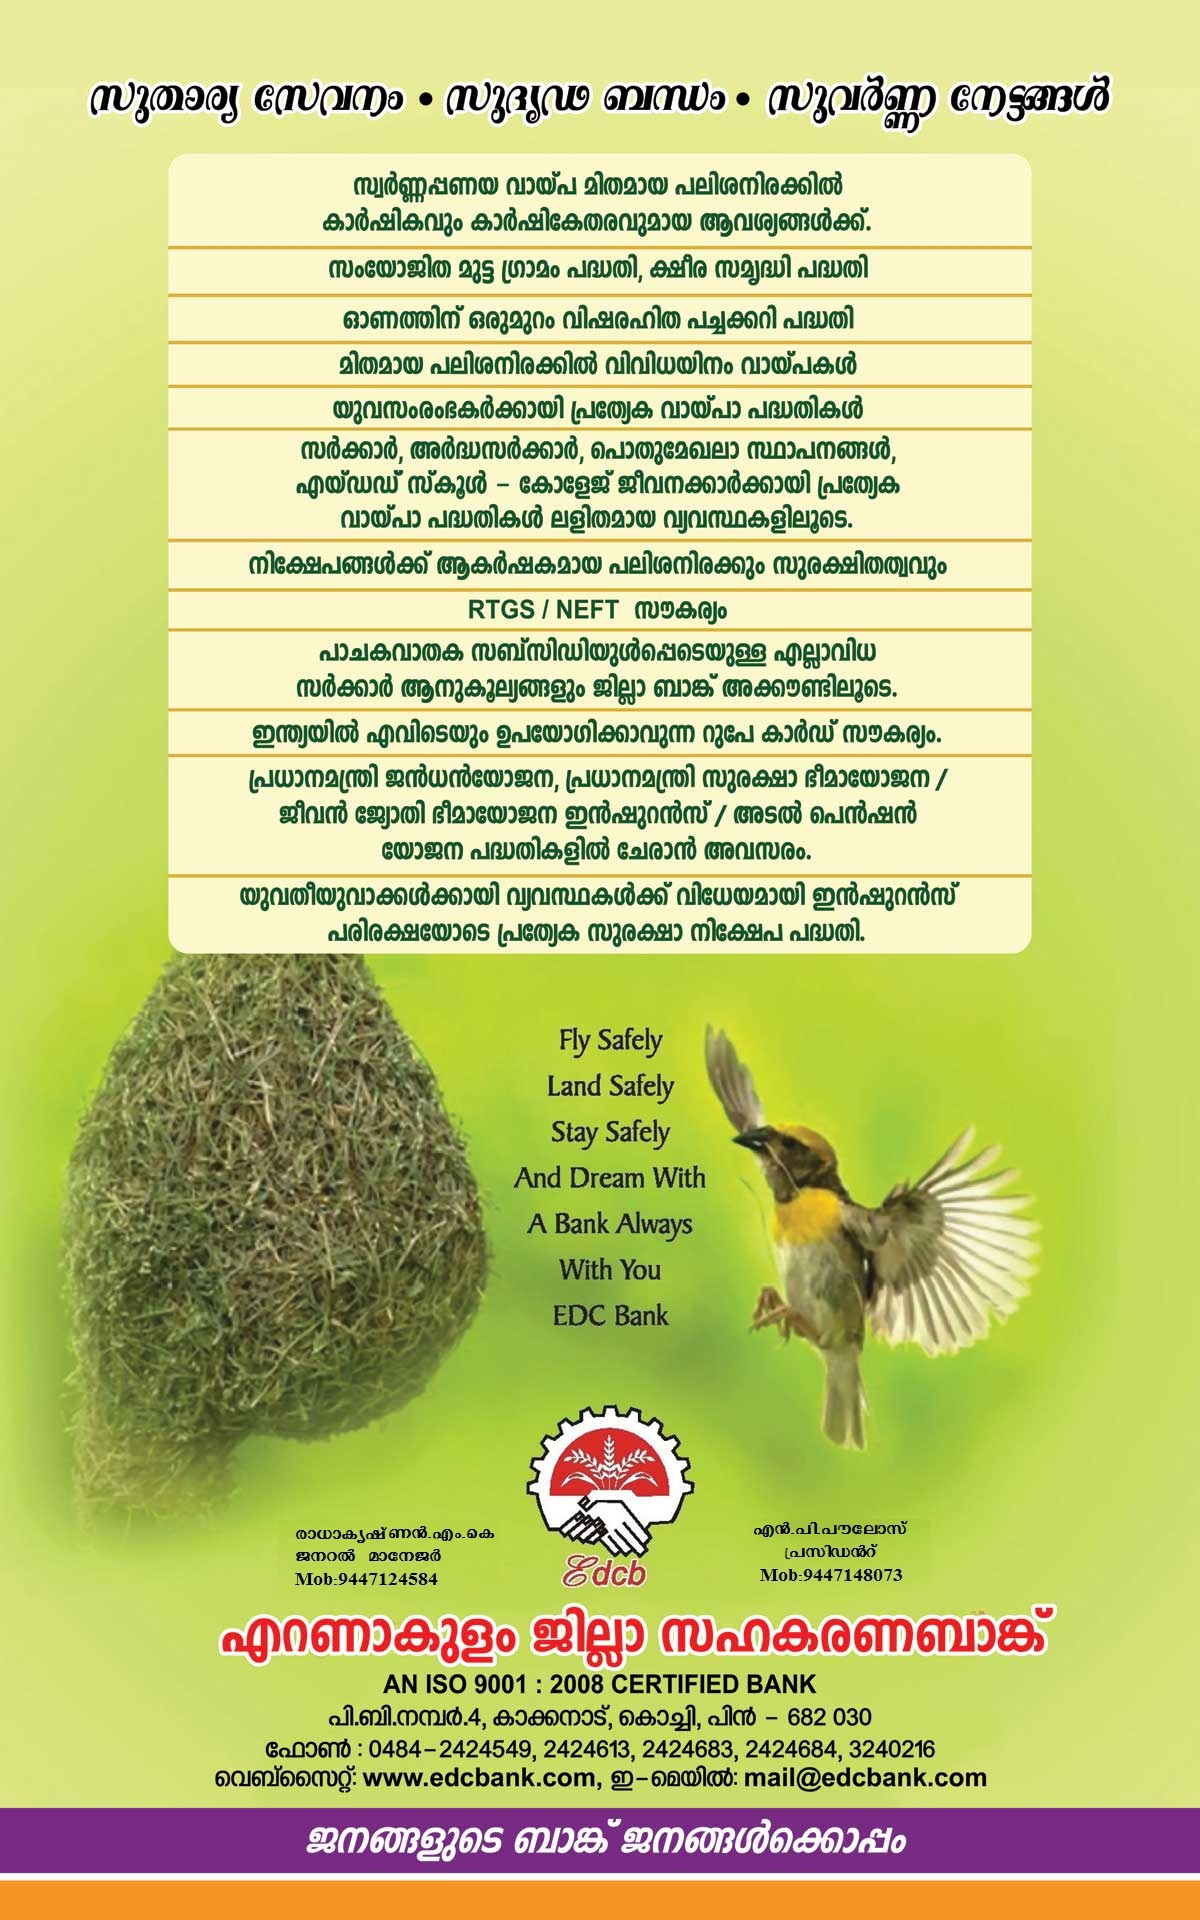 സുതാര്യ സേവനം • സുദൃഢ ബന്ധം • സുവർണ്ണ നേട്ടങ്ങൾ
സ്വർണ്ണപ്പണയ വായ്പ മിതമായ പലിശനിരക്കിൽ
കാർഷികവും കാർഷികേതരവുമായ ആവശ്യങ്ങൾക്ക്.
സംയോജിത മുട്ട ഗ്രാമം പദ്ധതി, ക്ഷീര സമൃദ്ധി പദ്ധതി
ഓണത്തിന് ഒരുമുറം വിഷരഹിത പച്ചക്കറി പദ്ധതി
മിതമായ പലിശനിരക്കിൽ വിവിധയിനം വായ്പകൾ
യുവസംരംഭകർക്കായി പ്രത്യേക വായ്പാ പദ്ധതികൾ
സർക്കാർ, അർദ്ധസർക്കാർ, പൊതുമേഖലാ സ്ഥാപനങ്ങൾ,
എയ്ഡഡ് സ്കൂൾ – കോളേജ് ജീവനക്കാർക്കായി പ്രത്യേക
വായ്പാ പദ്ധതികൾ ലളിതമായ വ്യവസ്ഥകളിലൂടെ.
നിക്ഷേപങ്ങൾക്ക് ആകർഷകമായ പലിശനിരക്കും സുരക്ഷിതത്വവും
RTGS / NEFT സൗകര്യം
പാചകവാതക സബ്സിഡിയുൾപ്പെടെയുള്ള എല്ലാവിധ
സർക്കാർ ആനുകൂല്യങ്ങളും ജില്ലാ ബാങ്ക് അക്കൗണ്ടിലൂടെ.
ഇന്ത്യയിൽ എവിടെയും ഉപയോഗിക്കാവുന്ന റുപേ കാർഡ് സൗകര്യം.
പ്രധാനമന്ത്രി ജൻധൻയോജന, പ്രധാനമന്ത്രി സുരക്ഷാ ഭീമായോജന /
ജീവൻ ജ്യോതി ഭീമായോജന ഇൻഷുറൻസ് / അടൽ പെൻഷൻ
യോജന പദ്ധതികളിൽ ചേരാൻ അവസരം.
യുവതീയുവാക്കൾക്കായി വ്യവസ്ഥകൾക്ക് വിധേയമായി ഇൻഷുറൻസ്
പരിരക്ഷയോടെ പ്രത്യേക സുരക്ഷാ നിക്ഷേപ പദ്ധതി.
Fly Safely
Land Safely
Stay Safely
And Dream With
A Bank Always
With You
EDC Bank
Edcb
രാധാകൃഷ്ണൻ.എം.കെ
ജനറൽ മാനേജർ
Mob:9447124584
എൻ.പി.പൗലോസ്
പ്രസിഡൻറ്
Mob:9447148073
എറണാകുളം ജില്ലാ സഹകരണബാങ്ക്
AN ISO 9001 : 2008 CERTIFIED BANK
പി.ബി.നമ്പർ.4, കാക്കനാട്, കൊച്ചി, പിൻ – 682 030
ഫോൺ : 0484–2424549, 2424613, 2424683, 2424684, 3240216
വെബ്സൈറ്റ്: www.edcbank.com, ഇ–മെയിൽ: mail@edcbank.com
ജനങ്ങളുടെ ബാങ്ക് ജനങ്ങൾക്കൊപ്പം